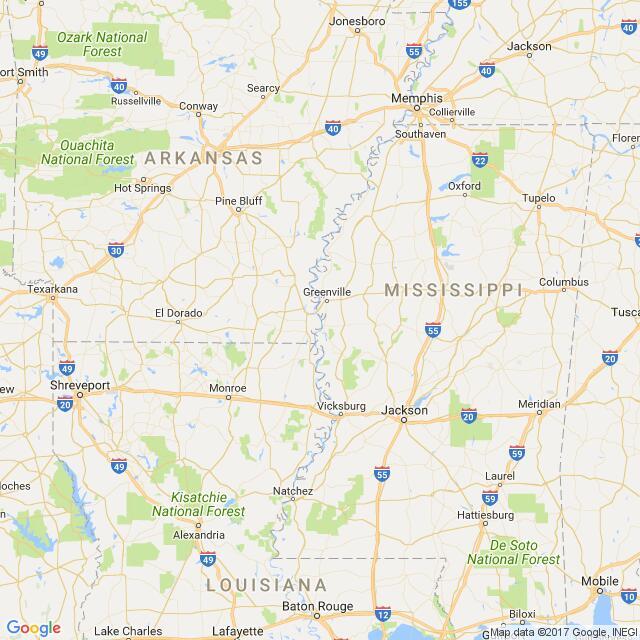 155
Jonesboro
Ozark National
Forest
49
55
Jackson
40
ort Smith
40
Searcy
Russellville
Memphis
Conway
Collierville
40
Southaven
Floren
Ouachita
National Forest
ARKANSAS
22
Hot Springs
Oxford
Pine Bluff
Tupelo
30
Texarkana
Greenville
MISSISSIPPI
Columbus
El Dorado
Tusca
55
20
49
Shreveport
ew
Monroe
20
Vicksburg
Jackson
20
Meridian
59
49
55
Laurel
loches
Natchez
59
Kisatchie
National Forest
Hattiesburg
Alexandria
De Soto
National Forest
49
LOUISIANA
Mobile
10
Baton Rouge
12
Biloxi
Google
Lake Charles
Lafayette
Map data ©2017 Google, INEGI